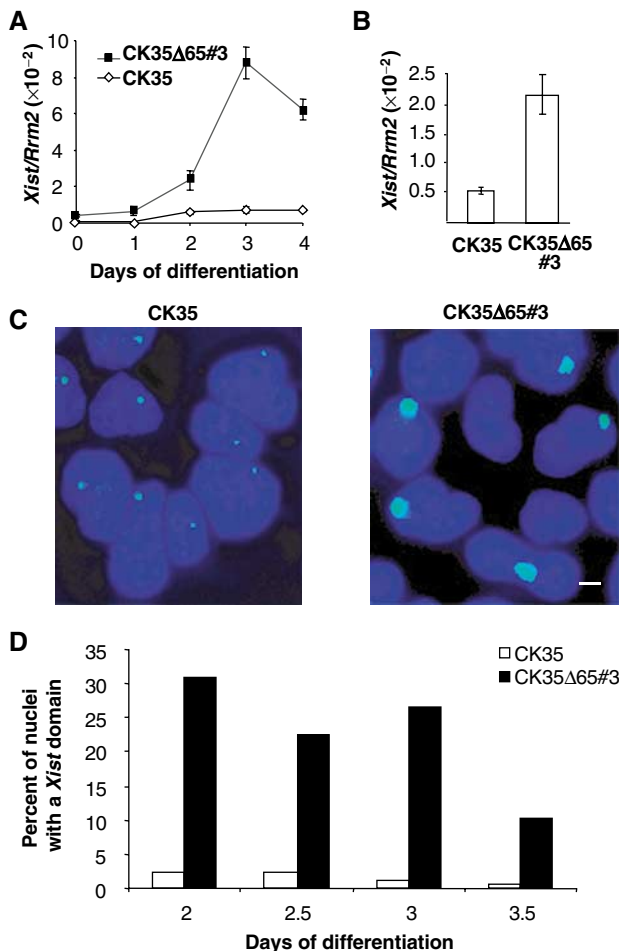 A
Xist/Rrm2 (×10⁻²)
10
8
6
4
2
0
CK35Δ65#3
CK35
0 1 2 3 4
Days of differentiation
B
Xist/Rrm2 (×10⁻²)
2.5
2.0
1.5
1.0
0.5
CK35 CK35Δ65
#3
C
CK35 CK35Δ65#3
D
Percent of nuclei
with a Xist domain
35
30
25
20
15
10
5
0
CK35
CK35Δ65#3
2 2.5 3 3.5
Days of differentiation